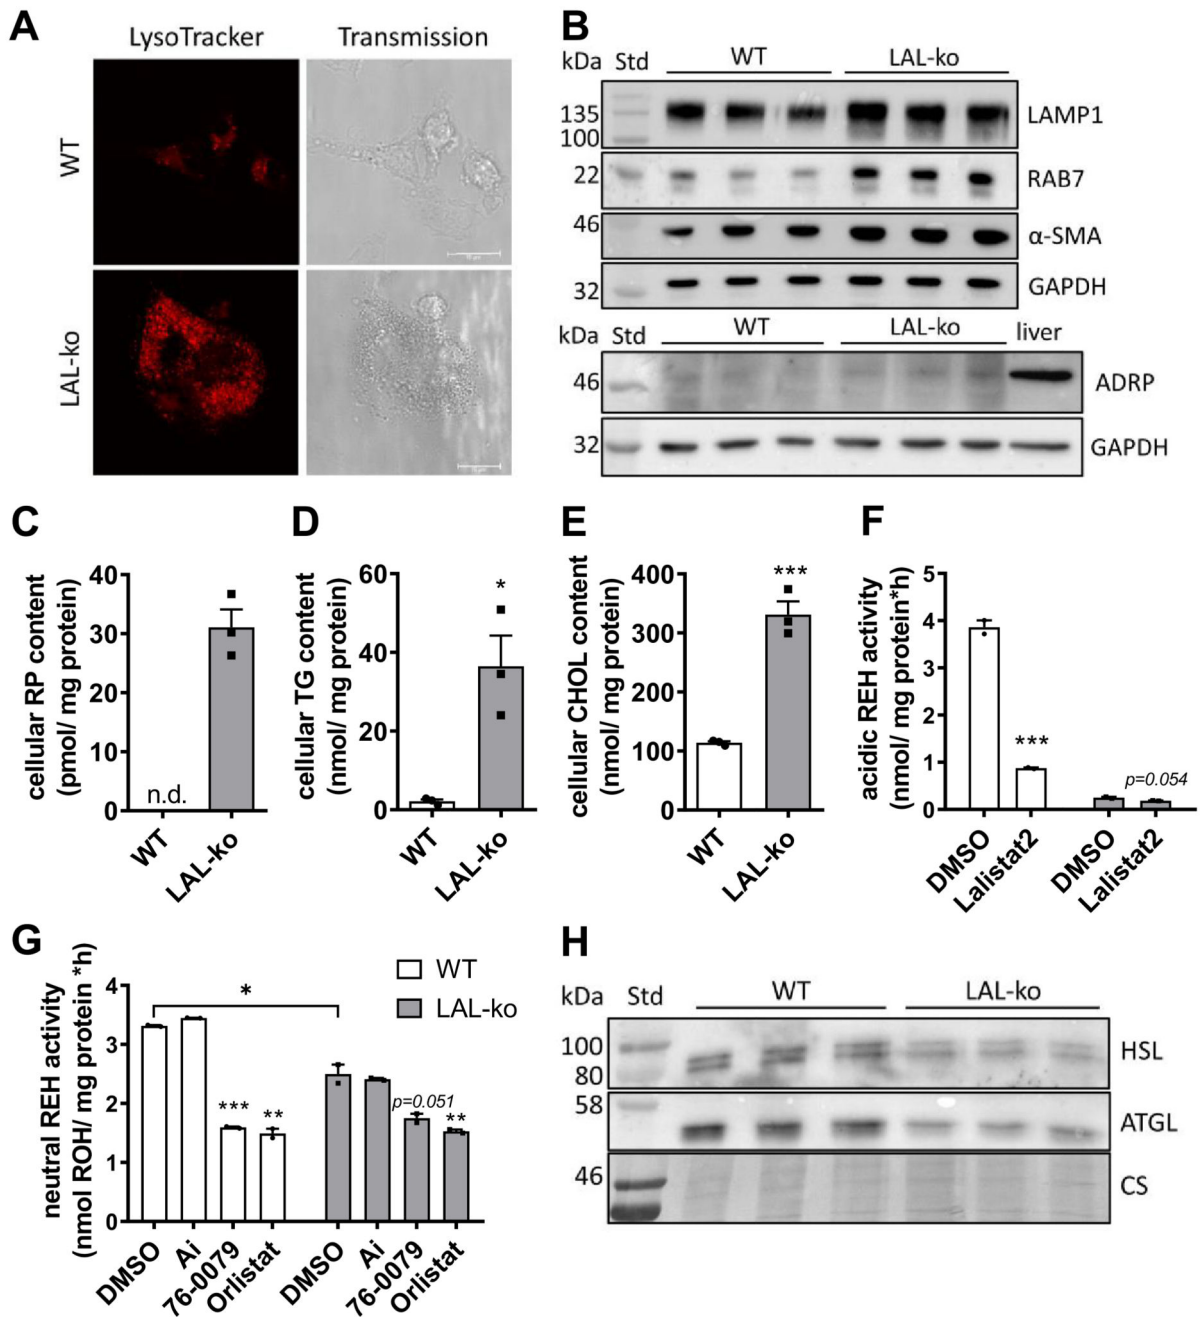 A
LysoTracker
Transmission
WT
LAL-ko
B
kDa Std WT LAL-ko
135
100
LAMP1
22
RAB7
46
α-SMA
32
GAPDH
kDa Std WT LAL-ko liver
46
ADRP
32
GAPDH
C
cellular RP content
(pmol/ mg protein)
40
30
20
10
0
n.d.
WT
LAL-ko
D
cellular TG content
(nmol/ mg protein)
60
40
20
0
*
WT
LAL-ko
E
cellular CHOL content
(nmol/ mg protein)
400
300
200
100
0
***
WT
LAL-ko
F
acidic REH activity
(nmol/ mg protein*h)
5
4
3
2
1
0
***
p=0.054
DMSO
Lalistat2
DMSO
Lalistat2
G
neutral REH activity
(nmol ROH/ mg protein *h)
4
3
2
1
0
*
WT
LAL-ko
***
**
p=0.051
**
DMSO
Ai
76-0079
Orlistat
DMSO
Ai
76-0079
Orlistat
H
kDa Std WT LAL-ko
100
80
HSL
58
ATGL
46
CS